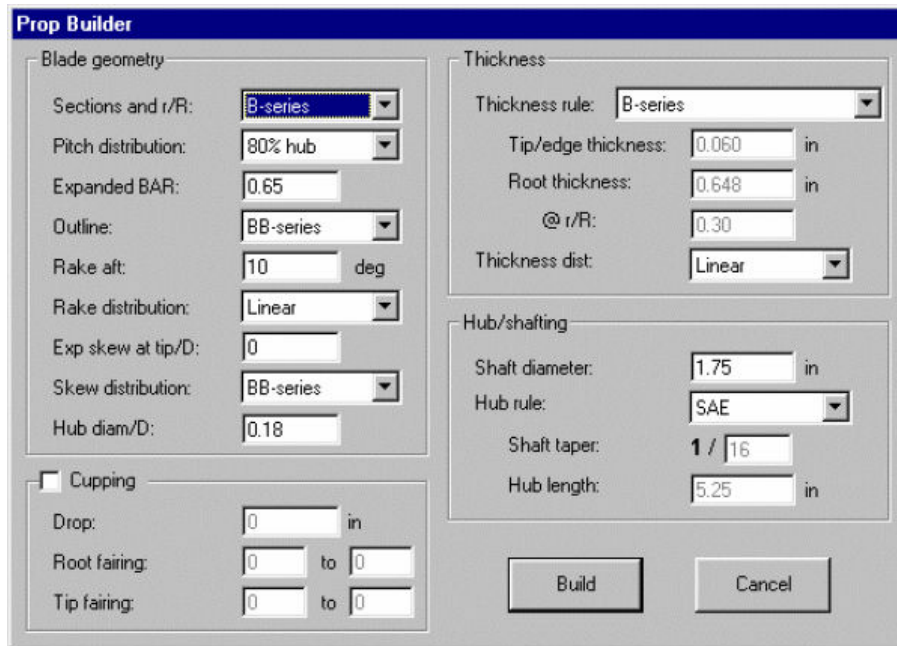 Prop Builder
Blade geometry
Sections and r/R: B-series
Pitch distribution: 80% hub
Expanded BAR: 0.65
Outline: BB-series
Rake aft: 10 deg
Rake distribution: Linear
Exp skew at tip/D: 0
Skew distribution: BB-series
Hub diam/D: 0.18
Cupping
Drop: 0 in
Root fairing: 0 to 0
Tip fairing: 0 to 0
Thickness
Thickness rule: B-series
Tip/edge thickness: 0.060 in
Root thickness: 0.648 in
@ r/R: 0.30
Thickness dist: Linear
Hub/shafting
Shaft diameter: 1.75 in
Hub rule: SAE
Shaft taper: 1 / 16
Hub length: 5.25 in
Build Cancel